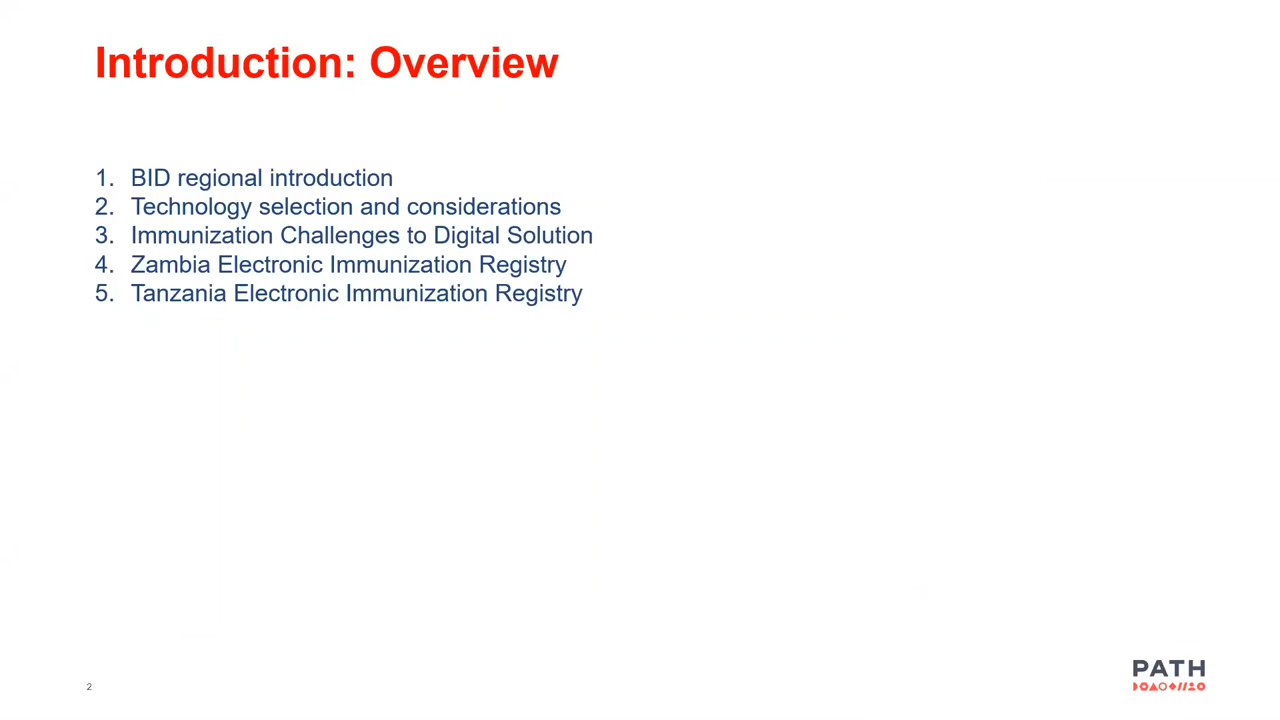 Introduction: Overview
1. BID regional introduction
2. Technology selection and considerations
3. Immunization Challenges to Digital Solution
4. Zambia Electronic Immunization Registry
5. Tanzania Electronic Immunization Registry
2
PATH